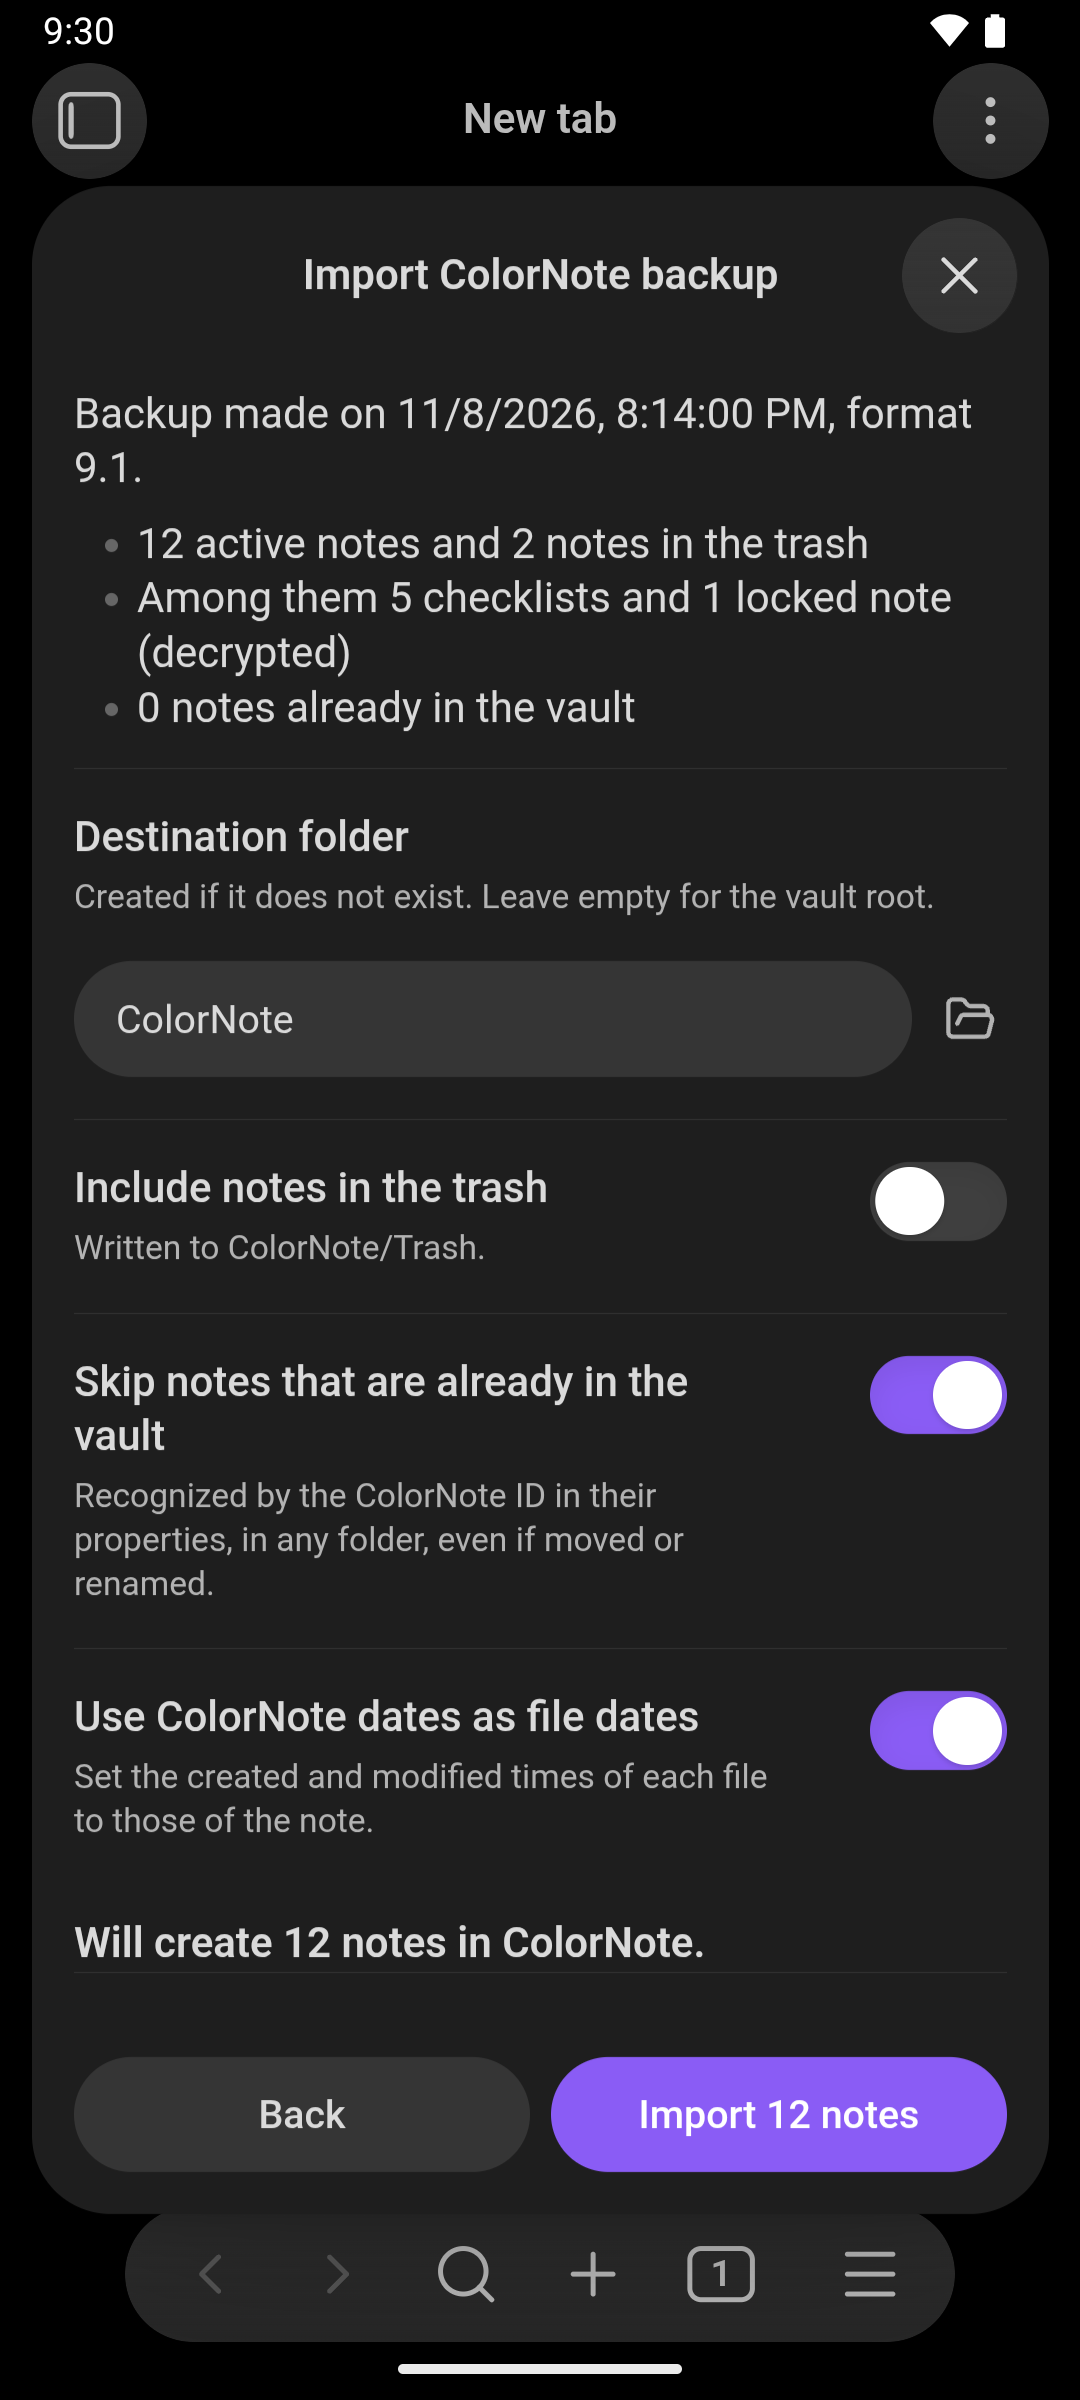 9:30
New tab
Import ColorNote backup
Backup made on 11/8/2026, 8:14:00 PM, format
9.1.
12 active notes and 2 notes in the trash
Among them 5 checklists and 1 locked note
(decrypted)
0 notes already in the vault
Destination folder
Created if it does not exist. Leave empty for the vault root.
ColorNote
Include notes in the trash
Written to ColorNote/Trash.
Skip notes that are already in the
vault
Recognized by the ColorNote ID in their
properties, in any folder, even if moved or
renamed.
Use ColorNote dates as file dates
Set the created and modified times of each file
to those of the note.
Will create 12 notes in ColorNote.
Back
Import 12 notes
1